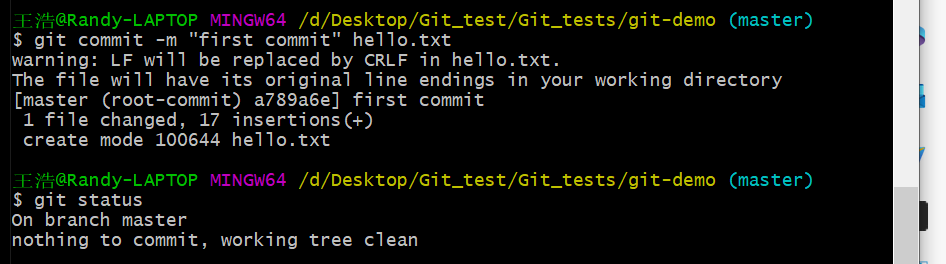 王浩@Randy-LAPTOP MINGW64 /d/Desktop/Git_test/Git_tests/git-demo (master)
$ git commit -m "first commit" hello.txt
warning: LF will be replaced by CRLF in hello.txt.
The file will have its original line endings in your working directory
[master (root-commit) a789a6e] first commit
 1 file changed, 17 insertions(+)
 create mode 100644 hello.txt
王浩@Randy-LAPTOP MINGW64 /d/Desktop/Git_test/Git_tests/git-demo (master)
$ git status
On branch master
nothing to commit, working tree clean